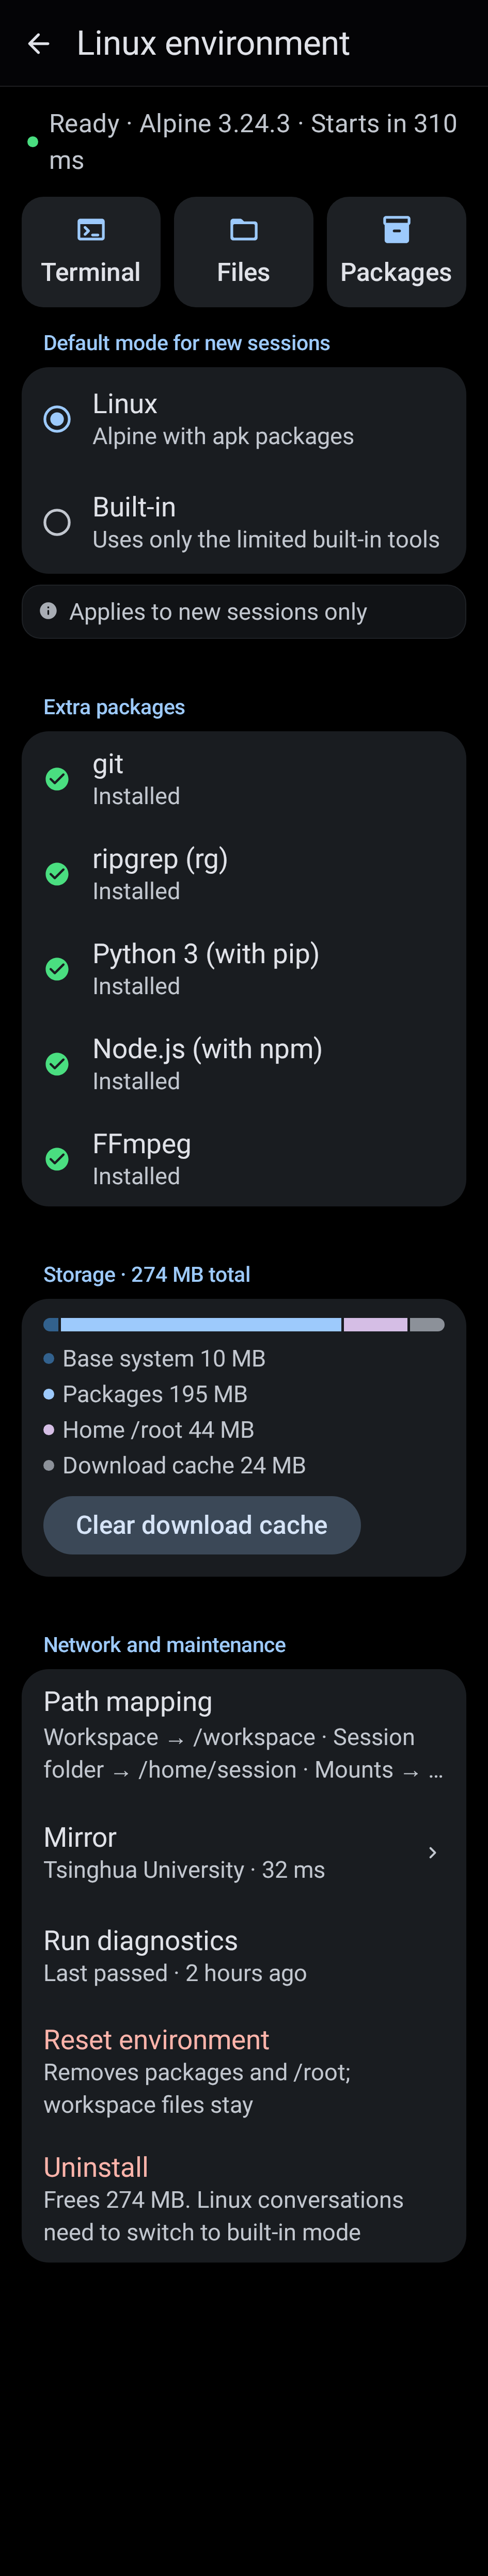 Linux environment
Ready · Alpine 3.24.3 · Starts in 310
ms
Terminal
Files
Packages
Default mode for new sessions
Linux
Alpine with apk packages
Built-in
Uses only the limited built-in tools
Applies to new sessions only
Extra packages
git
Installed
ripgrep (rg)
Installed
Python 3 (with pip)
Installed
Node.js (with npm)
Installed
FFmpeg
Installed
Storage · 274 MB total
Base system 10 MB
Packages 195 MB
Home /root 44 MB
Download cache 24 MB
Clear download cache
Network and maintenance
Path mapping
Workspace → /workspace · Session
folder → /home/session · Mounts → …
Mirror
Tsinghua University · 32 ms
Run diagnostics
Last passed · 2 hours ago
Reset environment
Removes packages and /root;
workspace files stay
Uninstall
Frees 274 MB. Linux conversations
need to switch to built-in mode